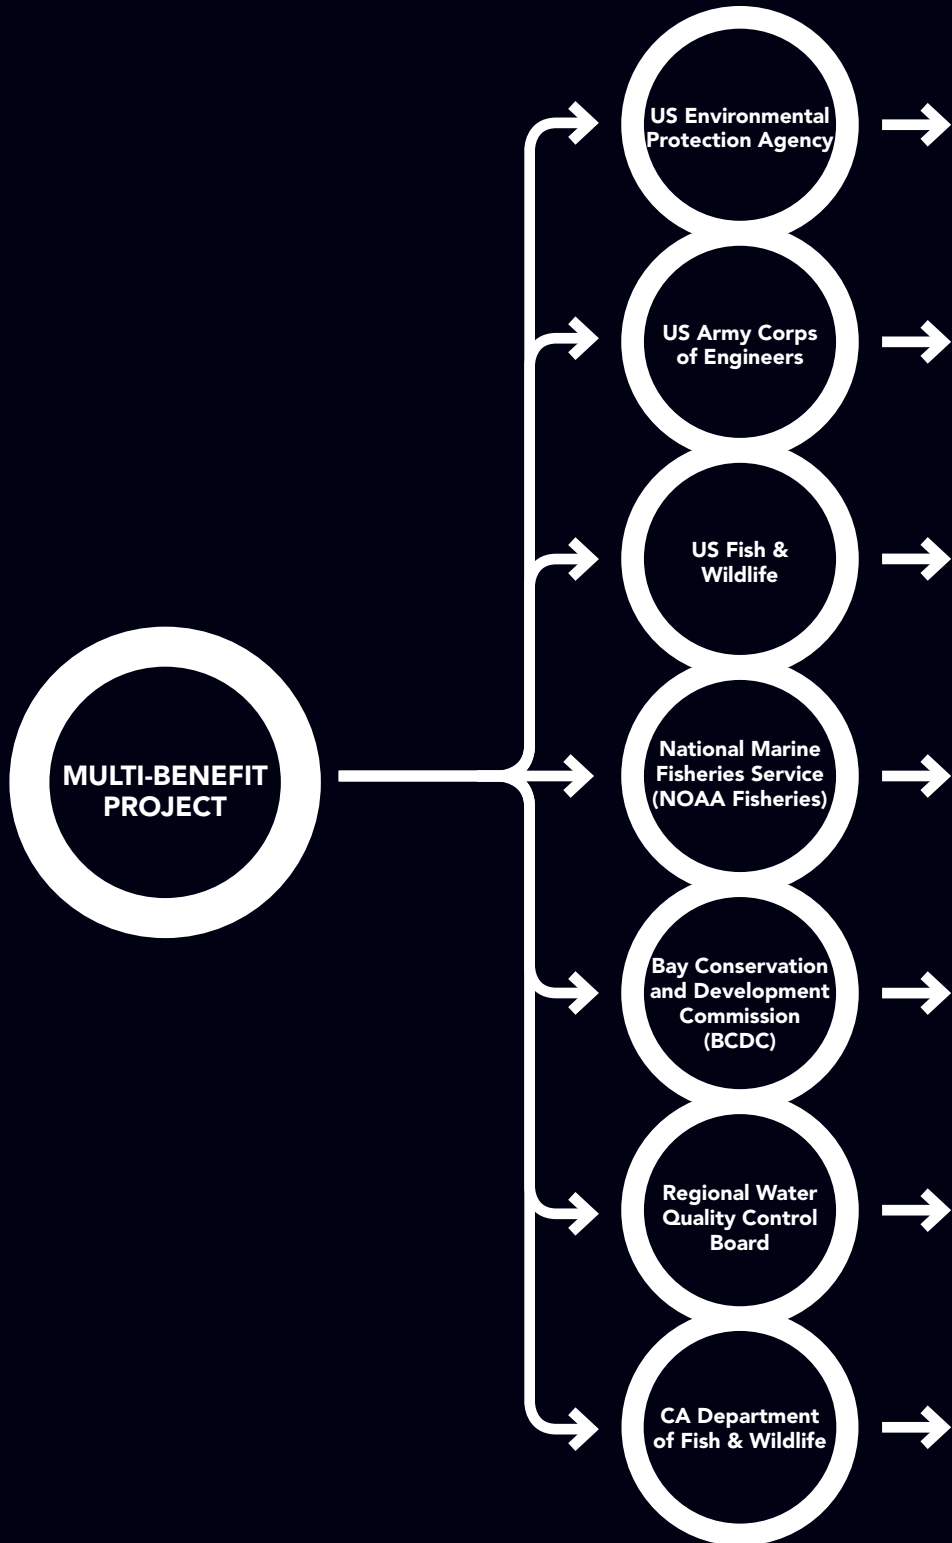 US Environmental
Protection Agency
US Army Corps
of Engineers
US Fish &
Wildlife
MULTI-BENEFIT
PROJECT
National Marine
Fisheries Service
(NOAA Fisheries)
Bay Conservation
and Development
Commission
(BCDC)
Regional Water
Quality Control
Board
CA Department
of Fish & Wildlife